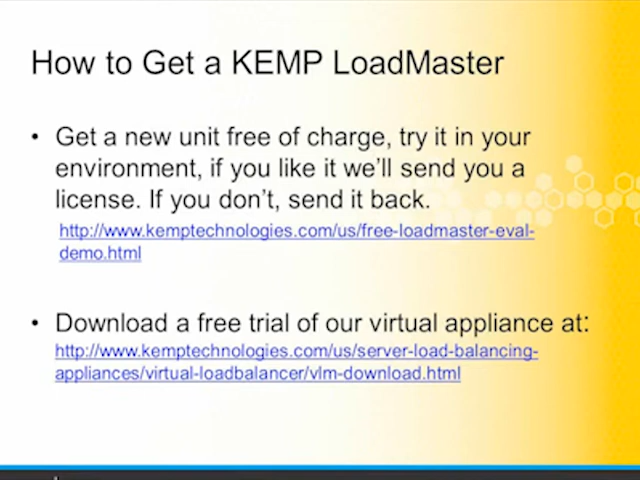 How to Get a KEMP LoadMaster
• Get a new unit free of charge, try it in your
environment, if you like it we'll send you a
license. If you don't, send it back.
http://www.kemptechnologies.com/us/free-loadmaster-eval-
demo.html
• Download a free trial of our virtual appliance at:
http://www.kemptechnologies.com/us/server-load-balancing-
appliances/virtual-loadbalancer/vlm-download.html